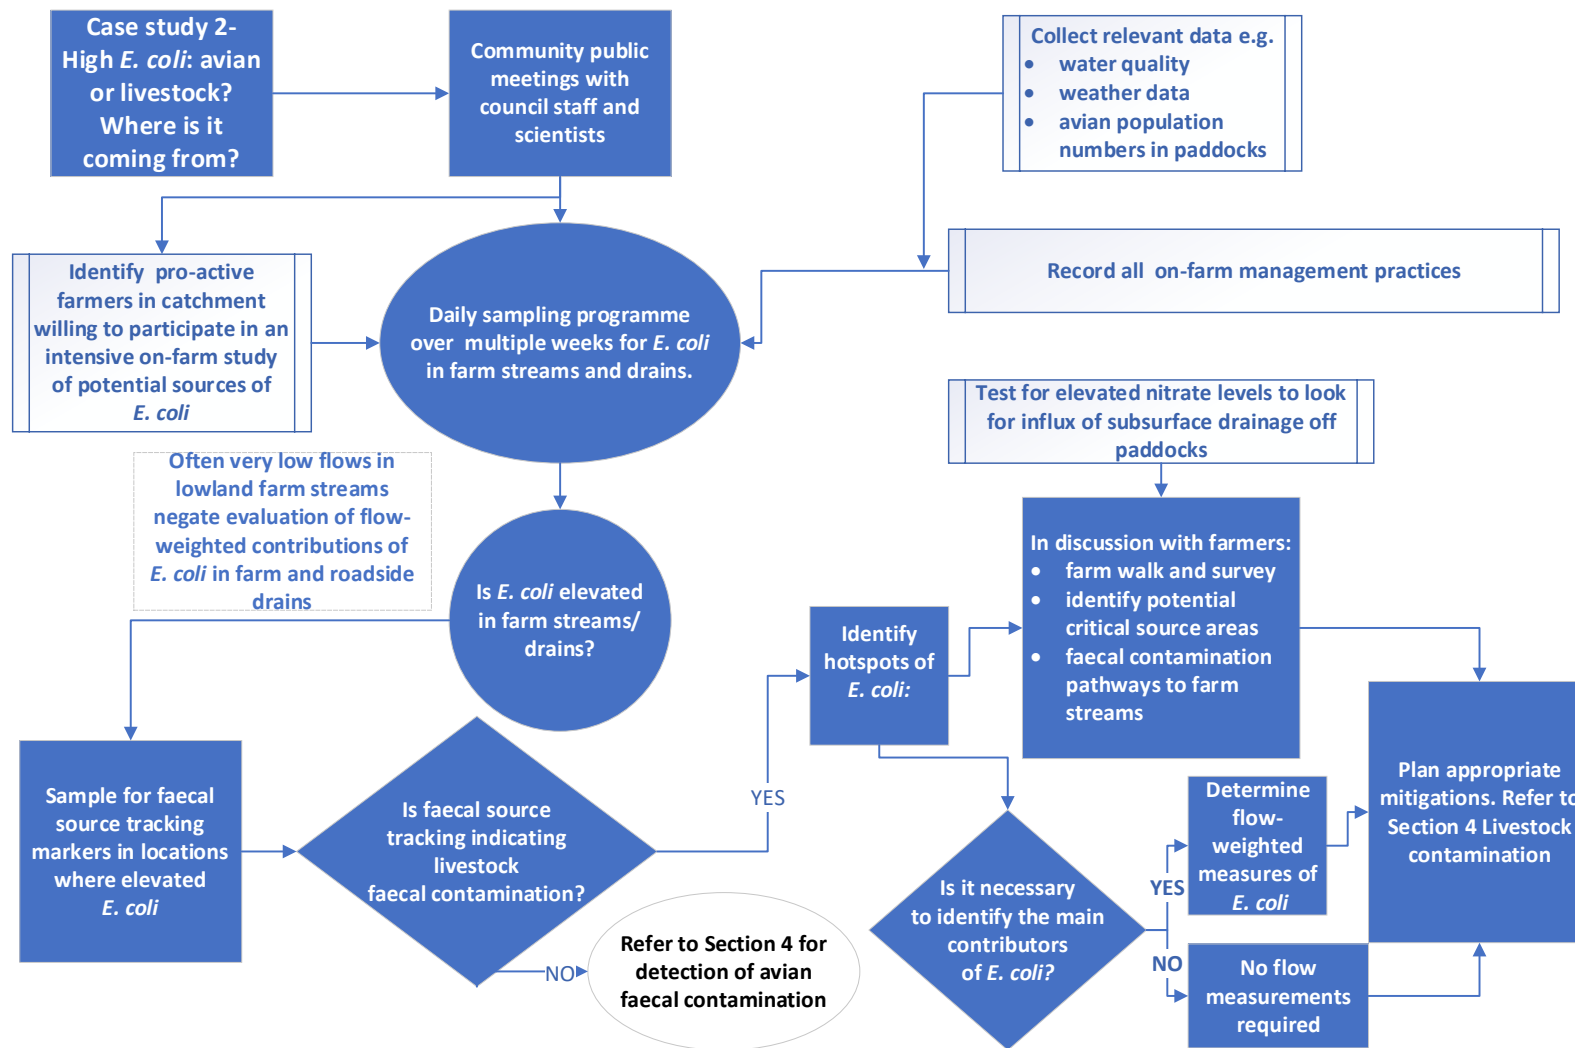 Case study 2-
High E. coli: avian
or livestock?
Where is it
coming from?
Community public
meetings with
council staff and
scientists
Collect relevant data e.g.
• water quality
• weather data
• avian population
numbers in paddocks
Identify pro-active
farmers in catchment
willing to participate in an
intensive on-farm study
of potential sources of
E. coli
Daily sampling programme
over multiple weeks for E. coli
in farm streams and drains.
Record all on-farm management practices
Test for elevated nitrate levels to look
for influx of subsurface drainage off
paddocks
Often very low flows in
lowland farm streams
negate evaluation of flow-
weighted contributions of
E. coli in farm and roadside
drains
Is E. coli elevated
in farm streams/
drains?
Identify
hotspots of
E. coli:
In discussion with farmers:
• farm walk and survey
• identify potential
critical source areas
• faecal contamination
pathways to farm
streams
Sample for faecal
source tracking
markers in locations
where elevated
E. coli
Is faecal source
tracking indicating
livestock
faecal contamination?
YES
NO
Refer to Section 4 for
detection of avian
faecal contamination
Is it necessary
to identify the main
contributors
of E. coli?
YES
NO
Determine
flow-
weighted
measures of
E. coli
No flow
measurements
required
Plan appropriate
mitigations. Refer to
Section 4 Livestock
contamination